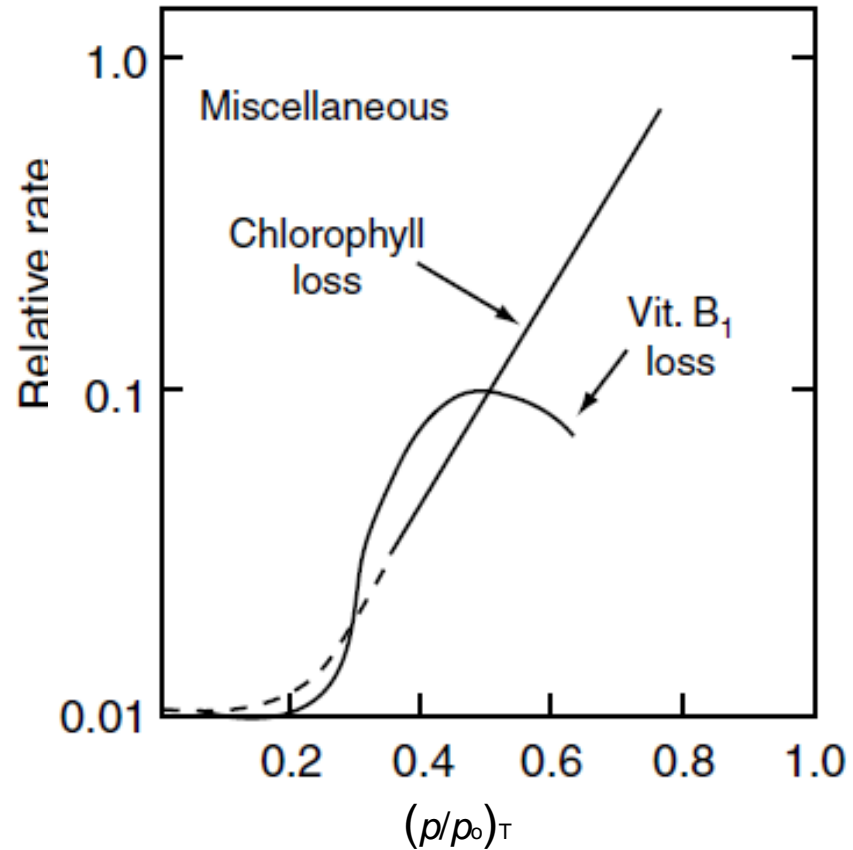 1.0
Miscellaneous
Relative rate
Chlorophyll
loss
Vit. B₁
loss
0.1
0.01
0.2 0.4 0.6 0.8 1.0
(p/p₀)T